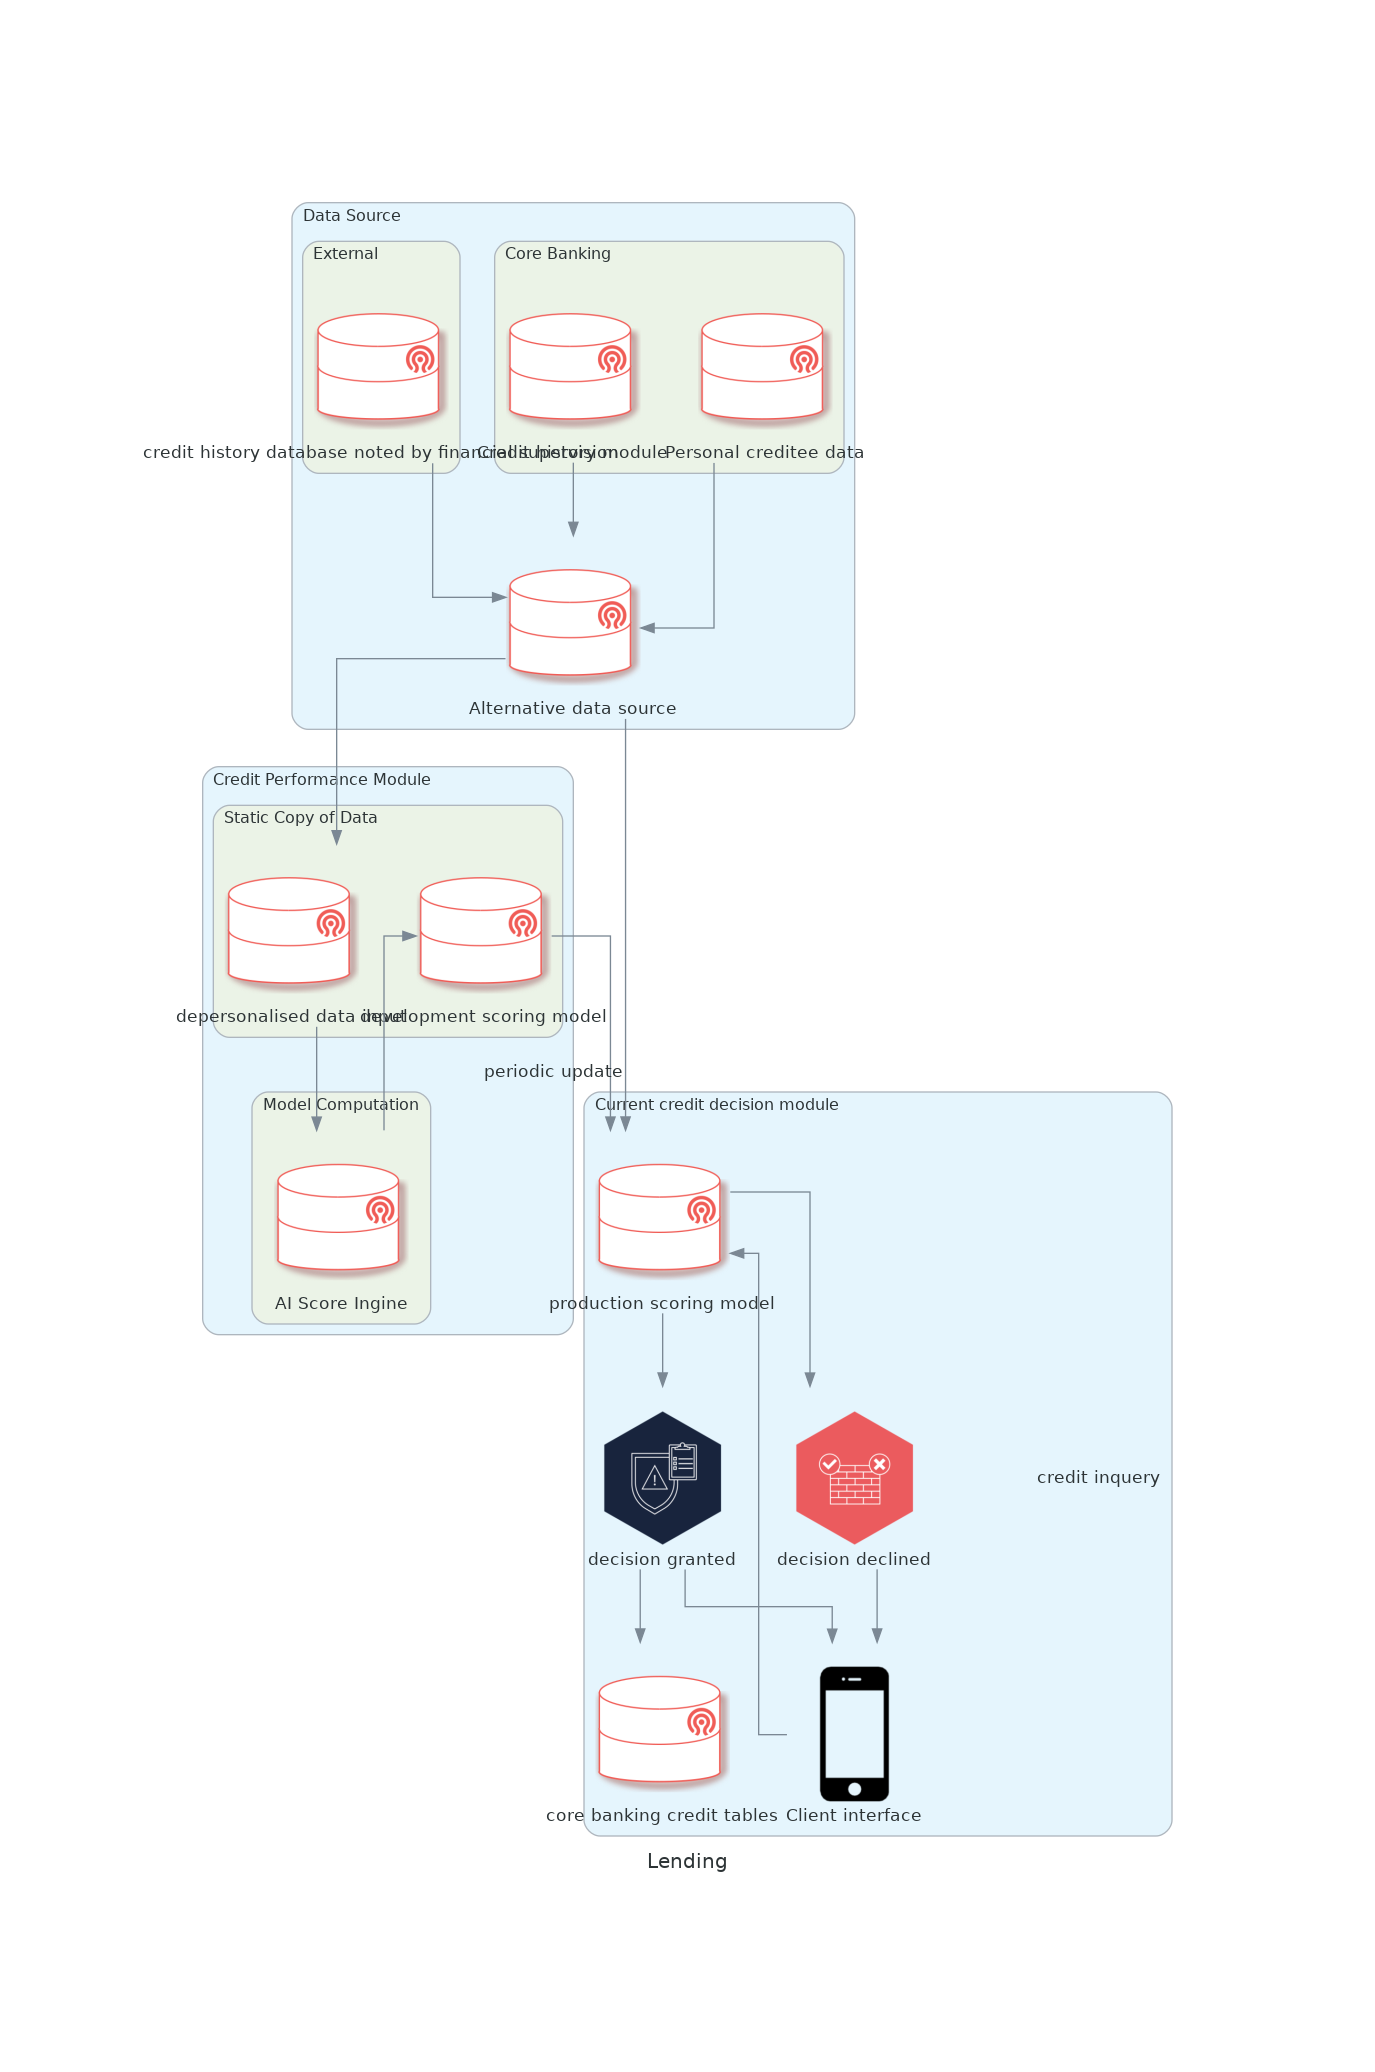 Data Source
External
Core Banking
credit history database noted by financial supervision
Credit history module
Personal creditee data
Alternative data source
Credit Performance Module
Static Copy of Data
depersonalised data input
development scoring model
periodic update
Model Computation
Current credit decision module
AI Score Ingine
production scoring model
credit inquery
decision granted
decision declined
core banking credit tables
Client interface
Lending